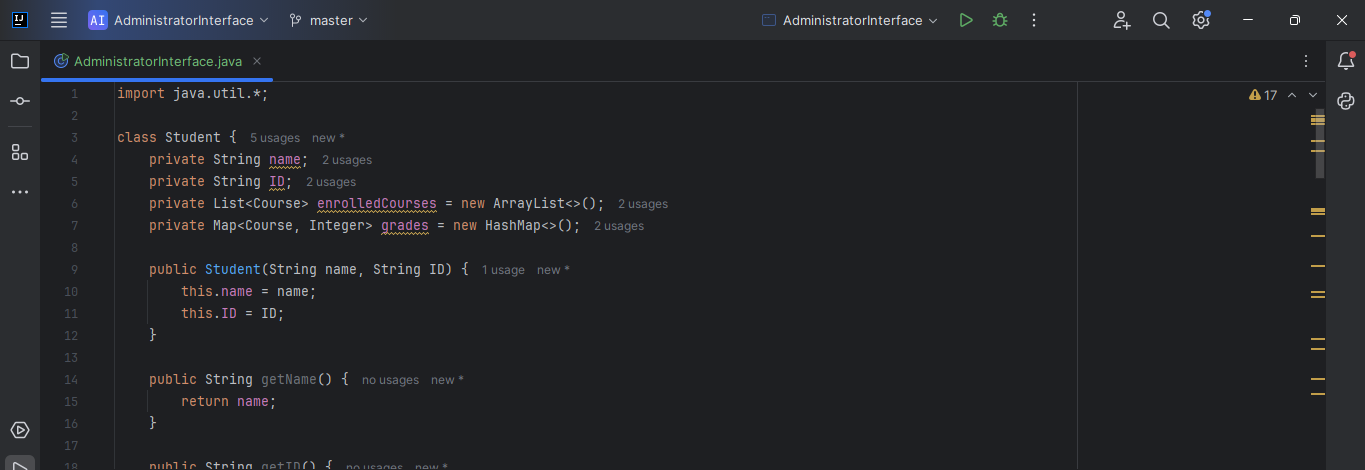 AI AdministratorInterface master AdministratorInterface
AdministratorInterface.java
1 import java.util.*;
17
2
3 class Student { 5 usages new *
4 private String name; 2 usages
5 private String ID; 2 usages
6 private List<Course> enrolledCourses = new ArrayList<>(); 2 usages
7 private Map<Course, Integer> grades = new HashMap<>(); 2 usages
8
9 public Student(String name, String ID) { 1 usage new *
10 this.name = name;
11 this.ID = ID;
12 }
13
14 public String getName() { no usages new *
15 return name;
16 }
17
18 public String getID() { no usages new *